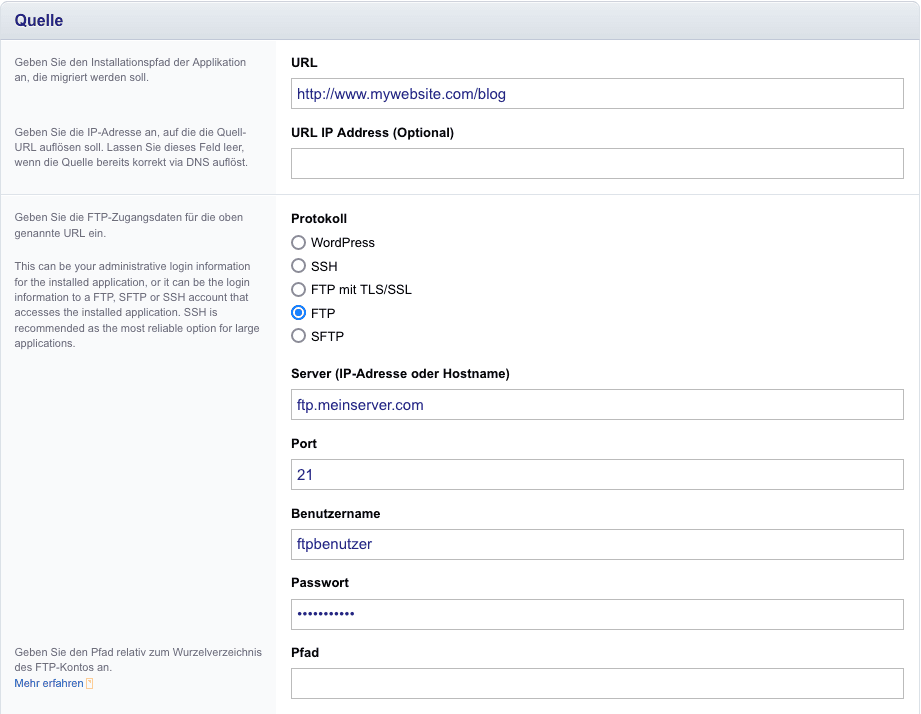 Quelle
Geben Sie den Installationspfad der Applikation
an, die migriert werden soll.
URL
http://www.mywebsite.com/blog
Geben Sie die IP-Adresse an, auf die die Quell-
URL auflösen soll. Lassen Sie dieses Feld leer,
wenn die Quelle bereits korrekt via DNS auflöst.
URL IP Address (Optional)
Geben Sie die FTP-Zugangsdaten für die oben
genannte URL ein.
This can be your administrative login information
for the installed application, or it can be the login
information to a FTP, SFTP or SSH account that
accesses the installed application. SSH is
recommended as the most reliable option for large
applications.
Protokoll
WordPress
SSH
FTP mit TLS/SSL
FTP
SFTP
Server (IP-Adresse oder Hostname)
ftp.meinserver.com
Port
21
Benutzername
ftpbenutzer
Passwort
•••••••••••
Geben Sie den Pfad relativ zum Wurzelverzeichnis
des FTP-Kontos an.
Mehr erfahren
Pfad